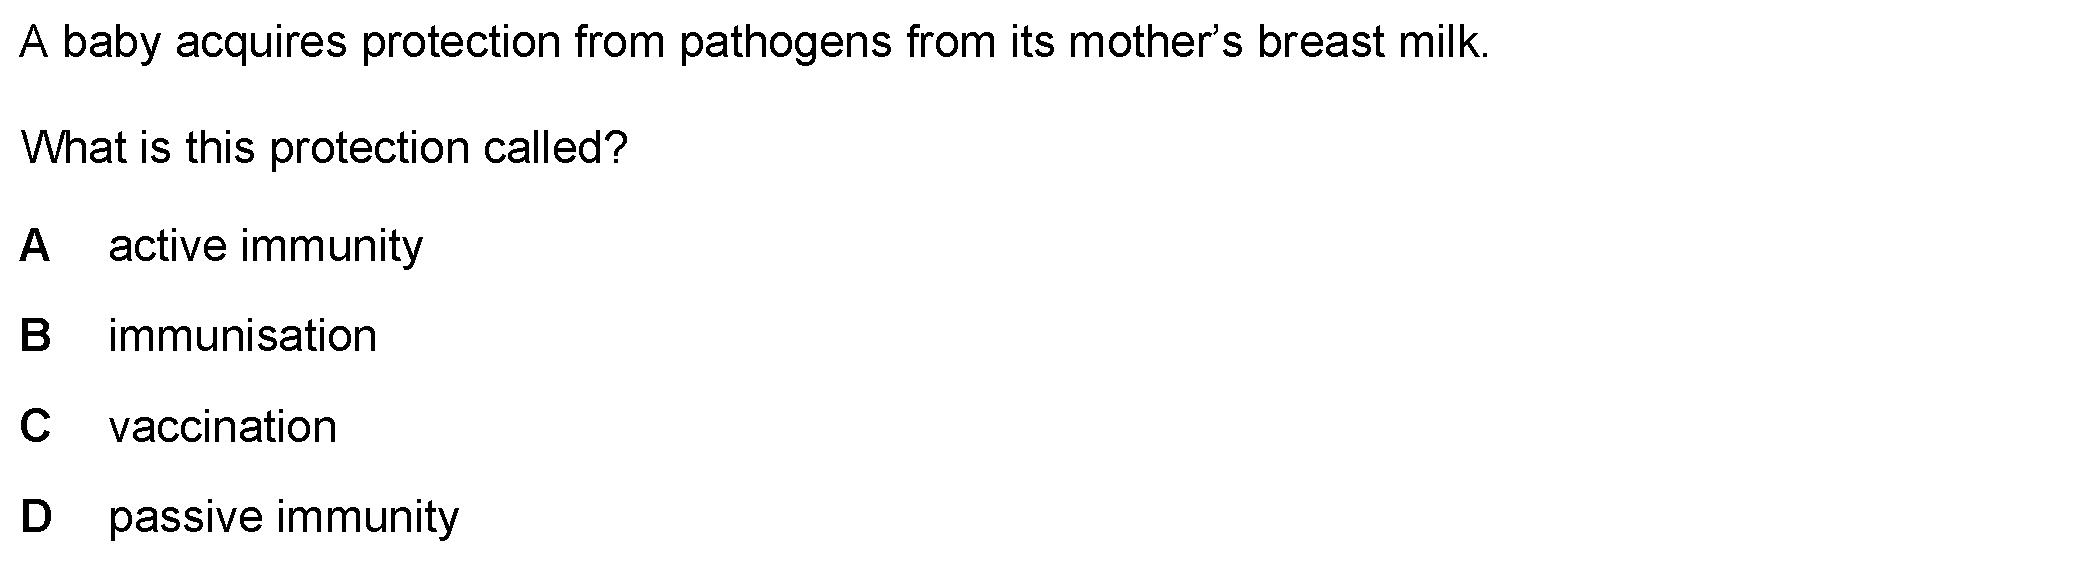 A baby acquires protection from pathogens from its mother’s breast milk.
What is this protection called?
A active immunity
B immunisation
C vaccination
D passive immunity